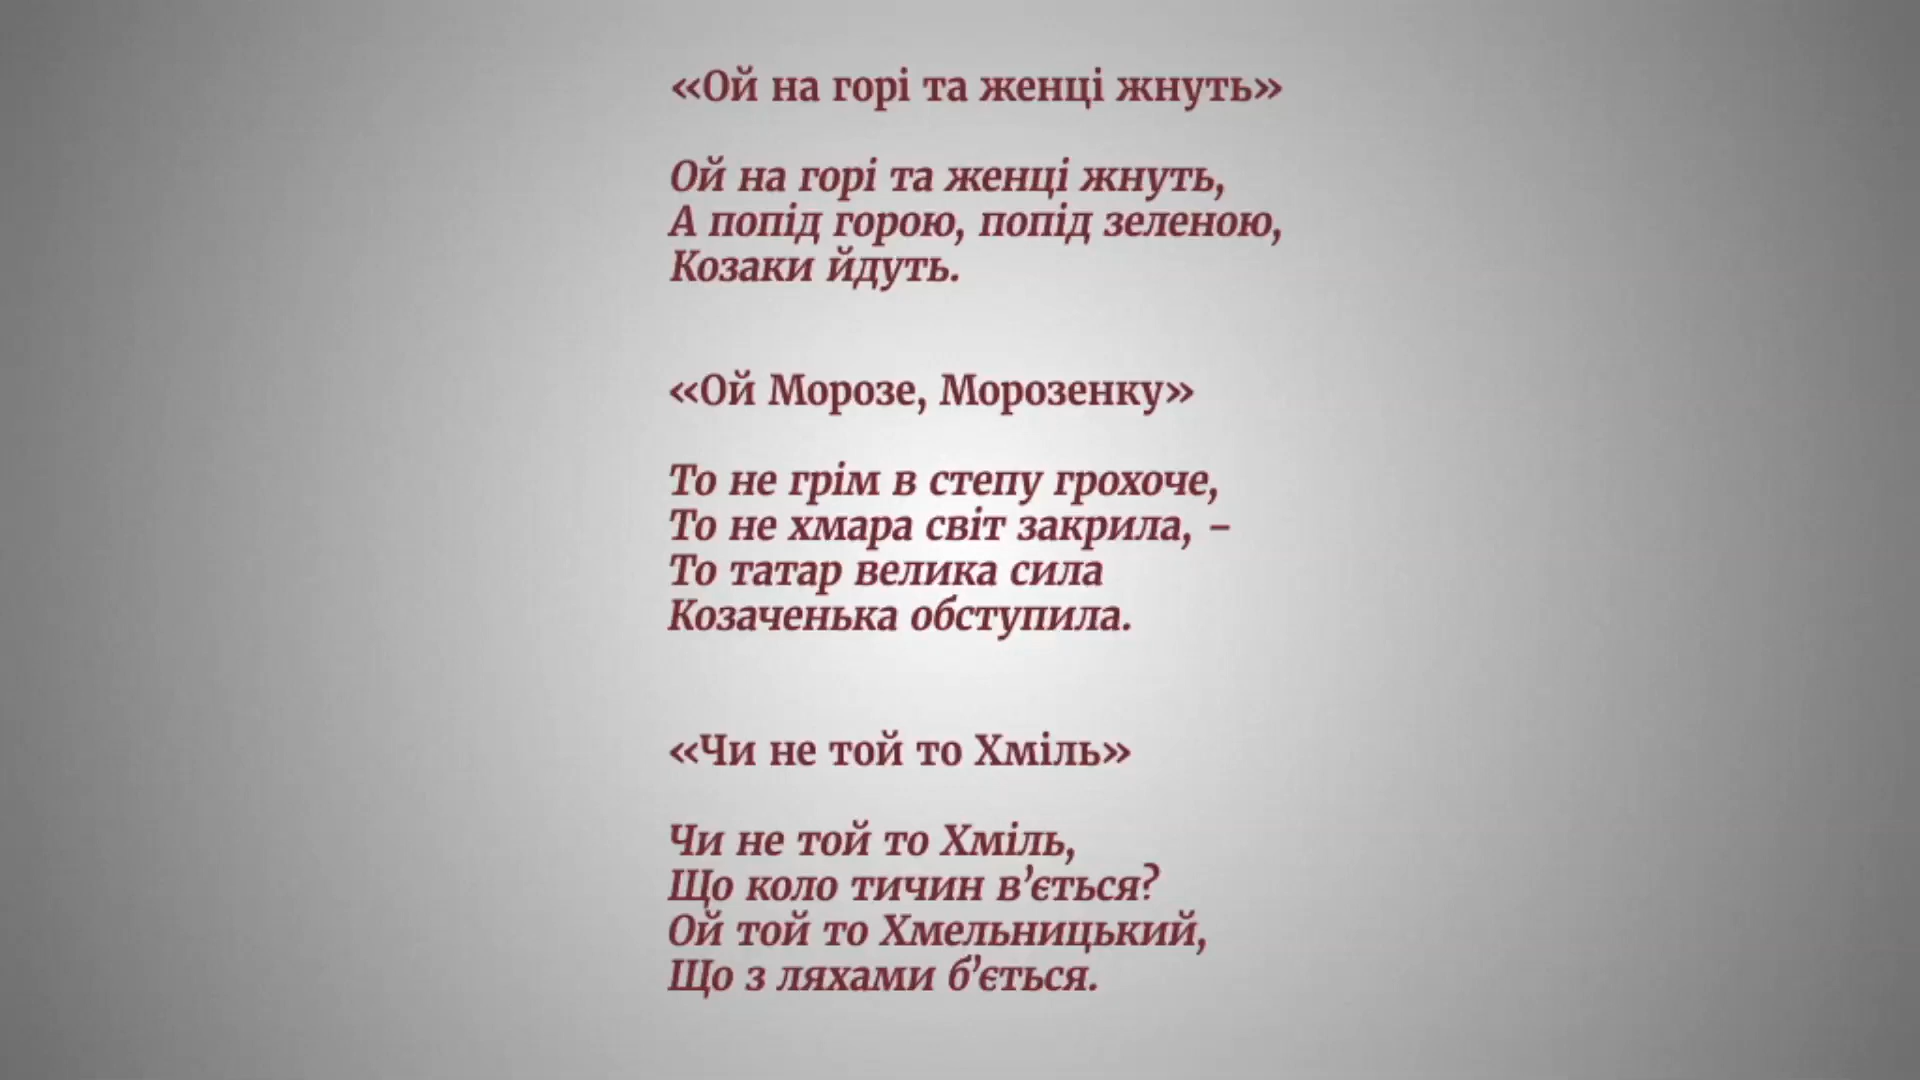 «Ой на горі та женці жнуть»
Ой на горі та женці жнуть,
А попід горою, попід зеленою,
Козаки йдуть.
«Ой Морозе, Морозенку»
То не грім в степу грохоче,
То не хмара світ закрила, –
То татар велика сила
Козаченька обступила.
«Чи не той то Хміль»
Чи не той то Хміль,
Що коло тичин в’ється?
Ой той то Хмельницький,
Що з ляхами б’ється.